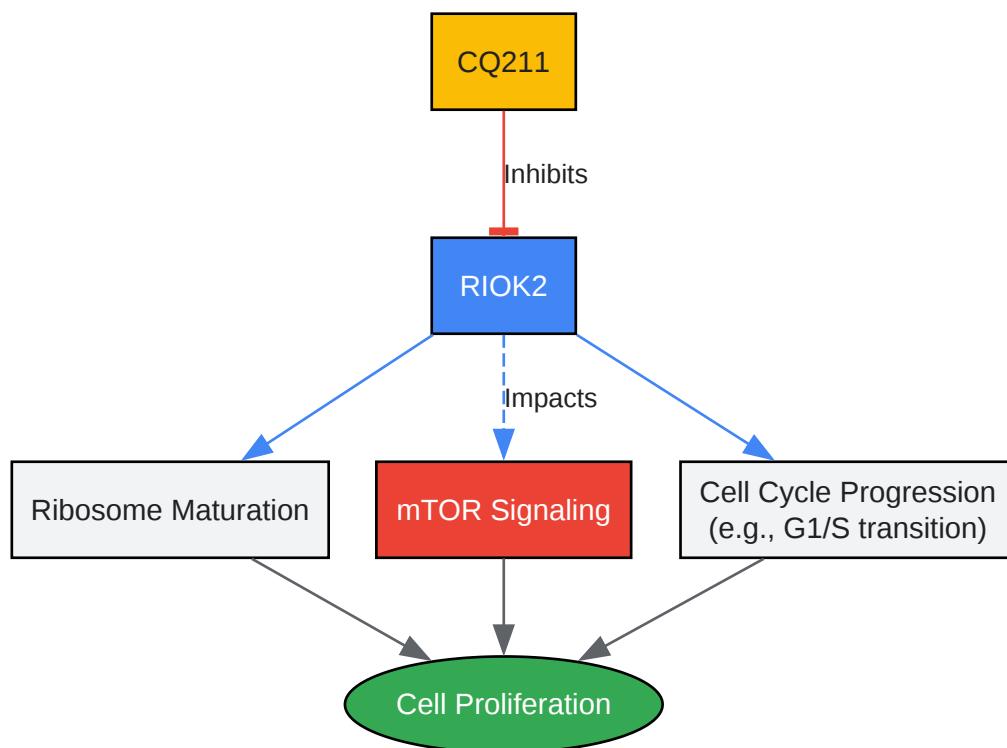 CQ211
Inhibits
RIOK2
Impacts
Ribosome Maturation
mTOR Signaling
Cell Cycle Progression
(e.g., G1/S transition)
Cell Proliferation